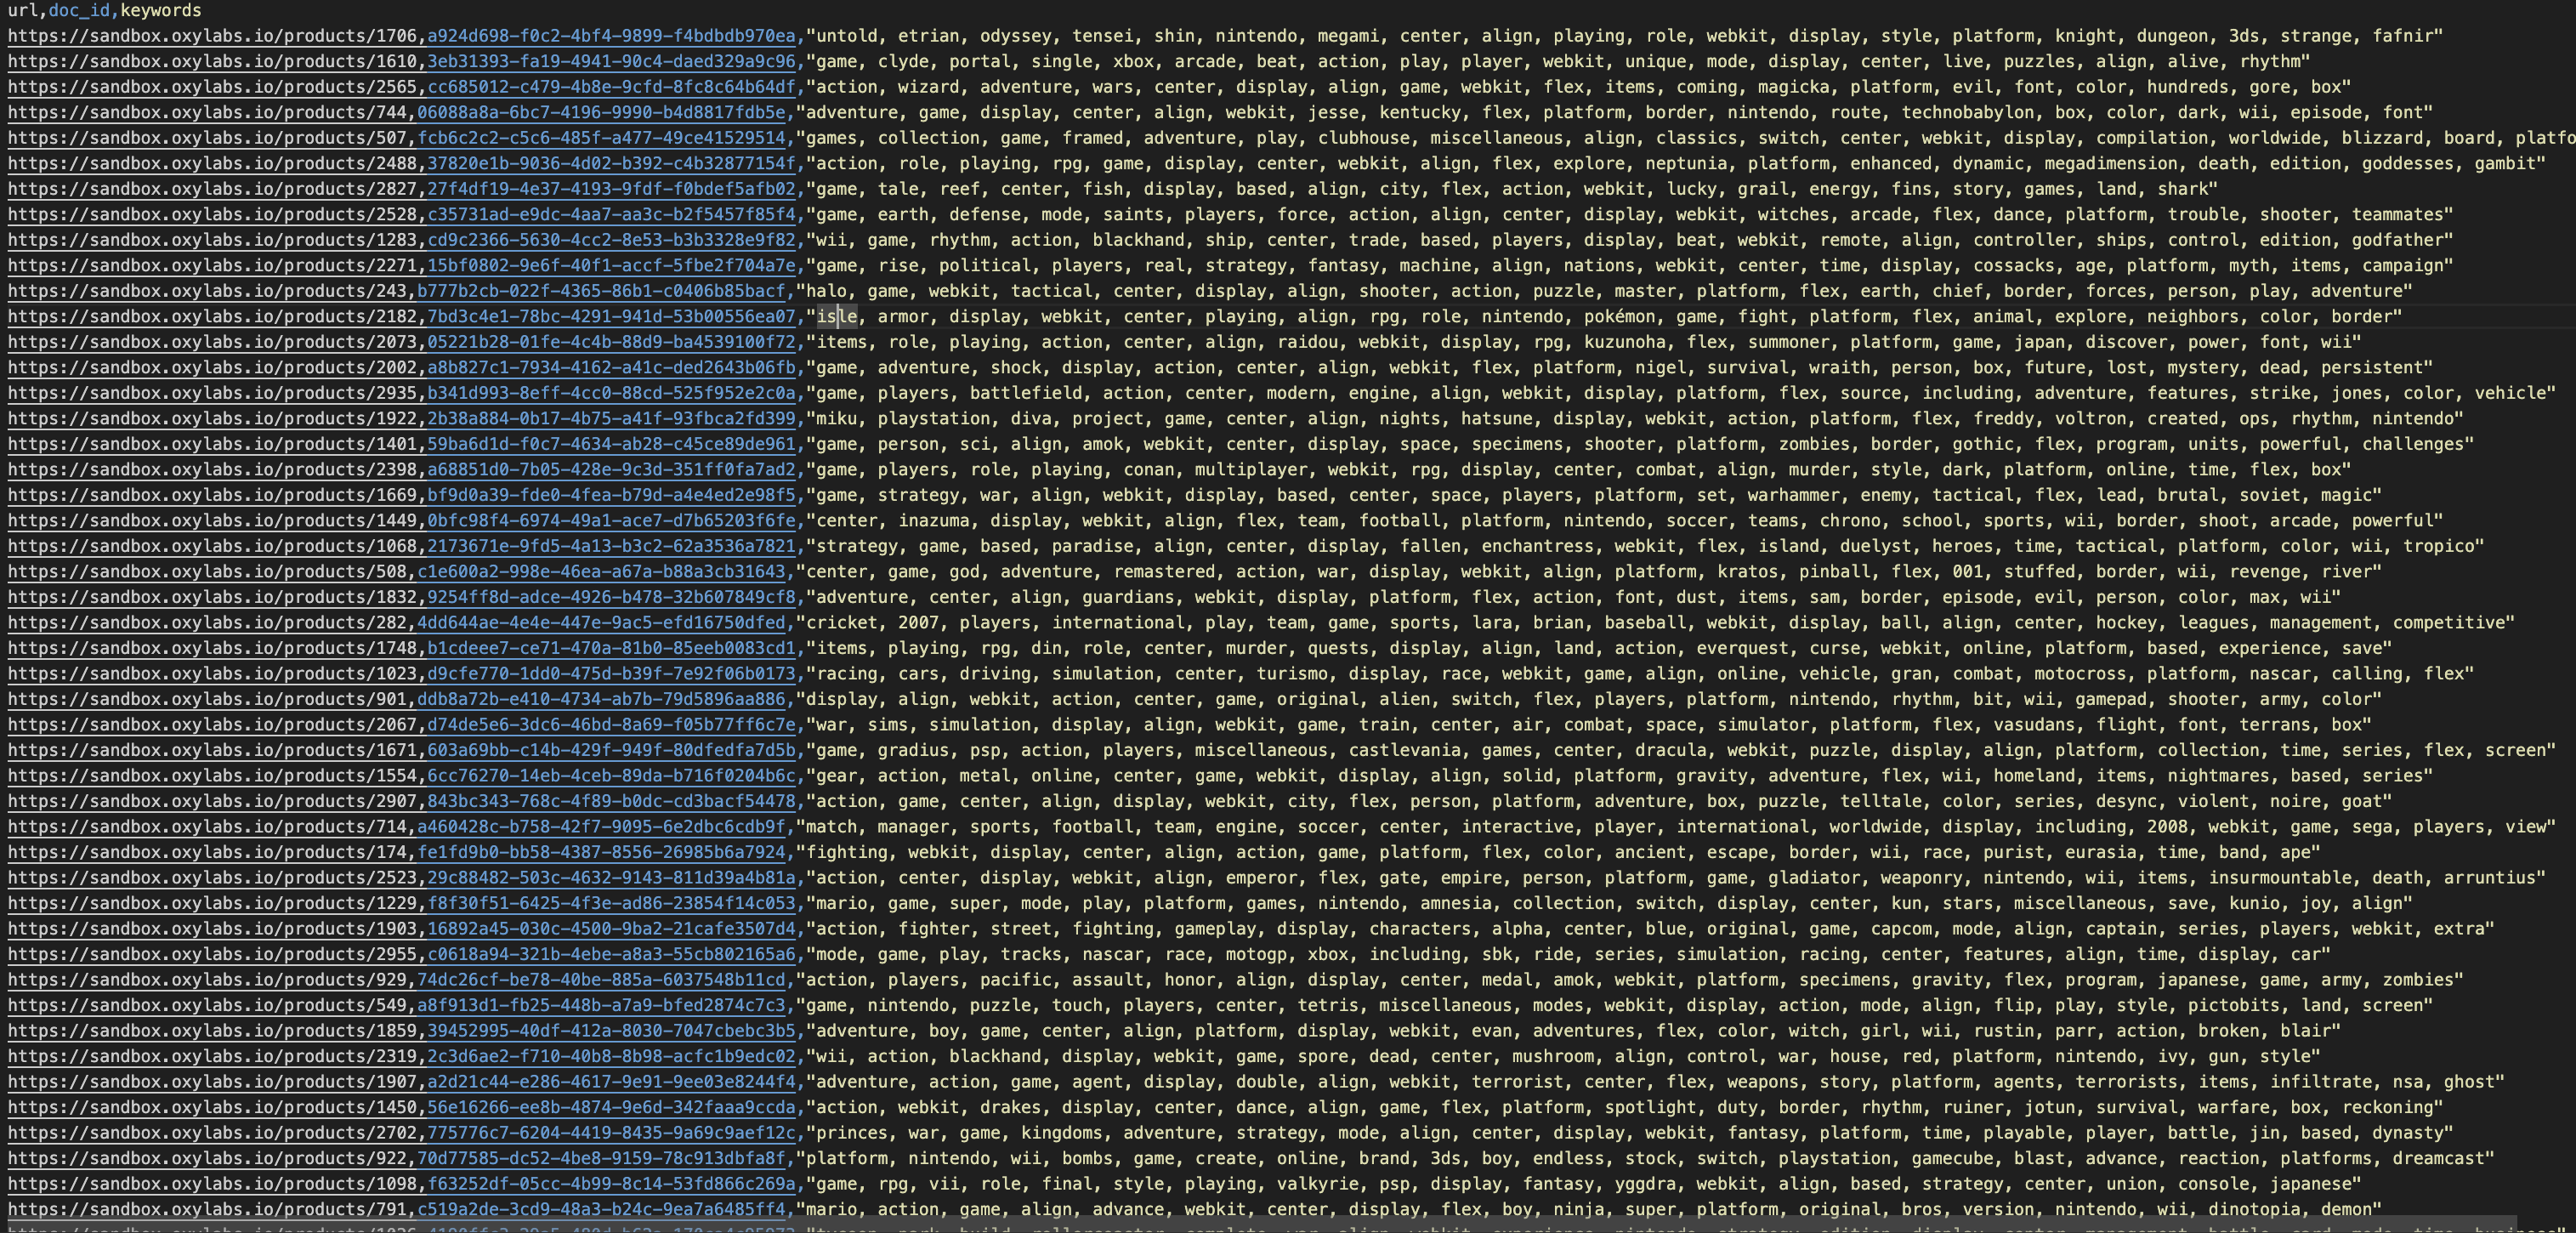 url,doc_id,keywords
https://sandbox.oxylabs.io/products/1706,a924d698-f0c2-4bf4-9899-f4bdbdb970ea,"untold, etrian, odyssey, tensei, shin, nintendo, megami, center, align, playing, role, webkit, display, style, platform, knight, dungeon, 3ds, strange, fafnir"
https://sandbox.oxylabs.io/products/1610,3eb31393-fa19-4941-90c4-daed329a9c96,"game, clyde, portal, single, xbox, arcade, beat, action, play, player, webkit, unique, mode, display, center, live, puzzles, align, alive, rhythm"
https://sandbox.oxylabs.io/products/2565,cc685012-c479-4b8e-9cfd-8fc8c64b64df,"action, wizard, adventure, wars, center, display, align, game, webkit, flex, items, coming, magicka, platform, evil, font, color, hundreds, gore, box"
https://sandbox.oxylabs.io/products/744,06088a8a-6bc7-4196-9990-b4d8817fdb5e,"adventure, game, display, center, align, webkit, jesse, kentucky, flex, platform, border, nintendo, route, technobabylon, box, color, dark, wii, episode, font"
https://sandbox.oxylabs.io/products/507,fcb6c2c2-c5c6-485f-a477-49ce41529514,"games, collection, game, framed, adventure, play, clubhouse, miscellaneous, align, classics, switch, center, webkit, display, compilation, worldwide, blizzard, board, platfo
https://sandbox.oxylabs.io/products/2488,37820e1b-9036-4d02-b392-c4b32877154f,"action, role, playing, rpg, game, display, center, webkit, align, flex, explore, neptunia, platform, enhanced, dynamic, megadimension, death, edition, goddesses, gambit"
https://sandbox.oxylabs.io/products/2827,27f4df19-4e37-4193-9fdf-f0bdef5afb02,"game, tale, reef, center, fish, display, based, align, city, flex, action, webkit, lucky, grail, energy, fins, story, games, land, shark"
https://sandbox.oxylabs.io/products/2528,c35731ad-e9dc-4aa7-aa3c-b2f5457f85f4,"game, earth, defense, mode, saints, players, force, action, align, center, display, webkit, witches, arcade, flex, dance, platform, trouble, shooter, teammates"
https://sandbox.oxylabs.io/products/1283,cd9c2366-5630-4cc2-8e53-b3b3328e9f82,"wii, game, rhythm, action, blackhand, ship, center, trade, based, players, display, beat, webkit, remote, align, controller, ships, control, edition, godfather"
https://sandbox.oxylabs.io/products/2271,15bf0802-9e6f-40f1-accf-5fbe2f704a7e,"game, rise, political, players, real, strategy, fantasy, machine, align, nations, webkit, center, time, display, cossacks, age, platform, myth, items, campaign"
https://sandbox.oxylabs.io/products/243,b777b2cb-022f-4365-86b1-c0406b85bacf,"halo, game, webkit, tactical, center, display, align, shooter, action, puzzle, master, platform, flex, earth, chief, border, forces, person, play, adventure"
https://sandbox.oxylabs.io/products/2182,7bd3c4e1-78bc-4291-941d-53b00556ea07,"isle, armor, display, webkit, center, playing, align, rpg, role, nintendo, pokémon, game, fight, platform, flex, animal, explore, neighbors, color, border"
https://sandbox.oxylabs.io/products/2073,05221b28-01fe-4c4b-88d9-ba4539100f72,"items, role, playing, action, center, align, raidou, webkit, display, rpg, kuzunoha, flex, summoner, platform, game, japan, discover, power, font, wii"
https://sandbox.oxylabs.io/products/2002,a8b827c1-7934-4162-a41c-ded2643b06fb,"game, adventure, shock, display, action, center, align, webkit, flex, platform, nigel, survival, wraith, person, box, future, lost, mystery, dead, persistent"
https://sandbox.oxylabs.io/products/2935,b341d993-8eff-4cc0-88cd-525f952e2c0a,"game, players, battlefield, action, center, modern, engine, align, webkit, display, platform, flex, source, including, adventure, features, strike, jones, color, vehicle"
https://sandbox.oxylabs.io/products/1922,2b38a884-0b17-4b75-a41f-93fbca2fd399,"miku, playstation, diva, project, game, center, align, nights, hatsune, display, webkit, action, platform, flex, freddy, voltron, created, ops, rhythm, nintendo"
https://sandbox.oxylabs.io/products/1401,59ba6d1d-f0c7-4634-ab28-c45ce89de961,"game, person, sci, align, amok, webkit, center, display, space, specimens, shooter, platform, zombies, border, gothic, flex, program, units, powerful, challenges"
https://sandbox.oxylabs.io/products/2398,a68851d0-7b05-428e-9c3d-351ff0fa7ad2,"game, players, role, playing, conan, multiplayer, webkit, rpg, display, center, combat, align, murder, style, dark, platform, online, time, flex, box"
https://sandbox.oxylabs.io/products/1669,bf9d0a39-fde0-4fea-b79d-a4e4ed2e98f5,"game, strategy, war, align, webkit, display, based, center, space, players, platform, set, warhammer, enemy, tactical, flex, lead, brutal, soviet, magic"
https://sandbox.oxylabs.io/products/1449,0bfc98f4-6974-49a1-ace7-d7b65203f6fe,"center, inazuma, display, webkit, align, flex, team, football, platform, nintendo, soccer, teams, chrono, school, sports, wii, border, shoot, arcade, powerful"
https://sandbox.oxylabs.io/products/1068,2173671e-9fd5-4a13-b3c2-62a3536a7821,"strategy, game, based, paradise, align, center, display, fallen, enchantress, webkit, flex, island, duelyst, heroes, time, tactical, platform, color, wii, tropico"
https://sandbox.oxylabs.io/products/508,c1e600a2-998e-46ea-a67a-b88a3cb31643,"center, game, god, adventure, remastered, action, war, display, webkit, align, platform, kratos, pinball, flex, 001, stuffed, border, wii, revenge, river"
https://sandbox.oxylabs.io/products/1832,9254ff8d-adce-4926-b478-32b607849cf8,"adventure, center, align, guardians, webkit, display, platform, flex, action, font, dust, items, sam, border, episode, evil, person, color, max, wii"
https://sandbox.oxylabs.io/products/282,4dd644ae-4e4e-447e-9ac5-efd16750dfed,"cricket, 2007, players, international, play, team, game, sports, lara, brian, baseball, webkit, display, ball, align, center, hockey, leagues, management, competitive"
https://sandbox.oxylabs.io/products/1748,b1cdeee7-ce71-470a-81b0-85eeb0083cd1,"items, playing, rpg, din, role, center, murder, quests, display, align, land, action, everquest, curse, webkit, online, platform, based, experience, save"
https://sandbox.oxylabs.io/products/1023,d9cfe770-1dd0-475d-b39f-7e92f06b0173,"racing, cars, driving, simulation, center, turismo, display, race, webkit, game, align, online, vehicle, gran, combat, motocross, platform, nascar, calling, flex"
https://sandbox.oxylabs.io/products/901,ddb8a72b-e410-4734-ab7b-79d5896aa886,"display, align, webkit, action, center, game, original, alien, switch, flex, players, platform, nintendo, rhythm, bit, wii, gamepad, shooter, army, color"
https://sandbox.oxylabs.io/products/2067,d74de5e6-3dc6-46bd-8a69-f05b77ff6c7e,"war, sims, simulation, display, align, webkit, game, train, center, air, combat, space, simulator, platform, flex, vasudans, flight, font, terrans, box"
https://sandbox.oxylabs.io/products/1671,603a69bb-c14b-429f-949f-80dfedfa7d5b,"game, gradius, psp, action, players, miscellaneous, castlevania, games, center, dracula, webkit, puzzle, display, align, platform, collection, time, series, flex, screen"
https://sandbox.oxylabs.io/products/1554,6cc76270-14eb-4ceb-89da-b716f0204b6c,"gear, action, metal, online, center, game, webkit, display, align, solid, platform, gravity, adventure, flex, wii, homeland, items, nightmares, based, series"
https://sandbox.oxylabs.io/products/2907,843bc343-768c-4f89-b0dc-cd3bacf54478,"action, game, center, align, display, webkit, city, flex, person, platform, adventure, box, puzzle, telltale, color, series, desync, violent, noire, goat"
https://sandbox.oxylabs.io/products/714,a460428c-b758-42f7-9095-6e2dbc6cdb9f,"match, manager, sports, football, team, engine, soccer, center, interactive, player, international, worldwide, display, including, 2008, webkit, game, sega, players, view"
https://sandbox.oxylabs.io/products/174,fe1fd9b0-bb58-4387-8556-26985b6a7924,"fighting, webkit, display, center, align, action, game, platform, flex, color, ancient, escape, border, wii, race, purist, eurasia, time, band, ape"
https://sandbox.oxylabs.io/products/2523,29c88482-503c-4632-9143-811d39a4b81a,"action, center, display, webkit, align, emperor, flex, gate, empire, person, platform, game, gladiator, weaponry, nintendo, wii, items, insurmountable, death, arruntius"
https://sandbox.oxylabs.io/products/1229,f8f30f51-6425-4f3e-ad86-23854f14c053,"mario, game, super, mode, play, platform, games, nintendo, amnesia, collection, switch, display, center, kun, stars, miscellaneous, save, kunio, joy, align"
https://sandbox.oxylabs.io/products/1903,16892a45-030c-4500-9ba2-21cafe3507d4,"action, fighter, street, fighting, gameplay, display, characters, alpha, center, blue, original, game, capcom, mode, align, captain, series, players, webkit, extra"
https://sandbox.oxylabs.io/products/2955,c0618a94-321b-4ebe-a8a3-55cb802165a6,"mode, game, play, tracks, nascar, race, motogp, xbox, including, sbk, ride, series, simulation, racing, center, features, align, time, display, car"
https://sandbox.oxylabs.io/products/929,74dc26cf-be78-40be-885a-6037548b11cd,"action, players, pacific, assault, honor, align, display, center, medal, amok, webkit, platform, specimens, gravity, flex, program, japanese, game, army, zombies"
https://sandbox.oxylabs.io/products/549,a8f913d1-fb25-448b-a7a9-bfed2874c7c3,"game, nintendo, puzzle, touch, players, center, tetris, miscellaneous, modes, webkit, display, action, mode, align, flip, play, style, pictobits, land, screen"
https://sandbox.oxylabs.io/products/1859,39452995-40df-412a-8030-7047cbebc3b5,"adventure, boy, game, center, align, platform, display, webkit, evan, adventures, flex, color, witch, girl, wii, rustin, parr, action, broken, blair"
https://sandbox.oxylabs.io/products/2319,2c3d6ae2-f710-40b8-8b98-acfc1b9edc02,"wii, action, blackhand, display, webkit, game, spore, dead, center, mushroom, align, control, war, house, red, platform, nintendo, ivy, gun, style"
https://sandbox.oxylabs.io/products/1907,a2d21c44-e286-4617-9e91-9ee03e8244f4,"adventure, action, game, agent, display, double, align, webkit, terrorist, center, flex, weapons, story, platform, agents, terrorists, items, infiltrate, nsa, ghost"
https://sandbox.oxylabs.io/products/1450,56e16266-ee8b-4874-9e6d-342faaa9ccda,"action, webkit, drakes, display, center, dance, align, game, flex, platform, spotlight, duty, border, rhythm, ruiner, jotun, survival, warfare, box, reckoning"
https://sandbox.oxylabs.io/products/2702,775776c7-6204-4419-8435-9a69c9aef12c,"princes, war, game, kingdoms, adventure, strategy, mode, align, center, display, webkit, fantasy, platform, time, playable, player, battle, jin, based, dynasty"
https://sandbox.oxylabs.io/products/922,70d77585-dc52-4be8-9159-78c913dbfa8f,"platform, nintendo, wii, bombs, game, create, online, brand, 3ds, boy, endless, stock, switch, playstation, gamecube, blast, advance, reaction, platforms, dreamcast"
https://sandbox.oxylabs.io/products/1098,f63252df-05cc-4b99-8c14-53fd866c269a,"game, rpg, vii, role, final, style, playing, valkyrie, psp, display, fantasy, yggdra, webkit, align, based, strategy, center, union, console, japanese"
https://sandbox.oxylabs.io/products/791,c519a2de-3cd9-48a3-b24c-9ea7a6485ff4,"mario, action, game, align, advance, webkit, center, display, flex, boy, ninja, super, platform, original, bros, version, nintendo, wii, dinotopia, demon"